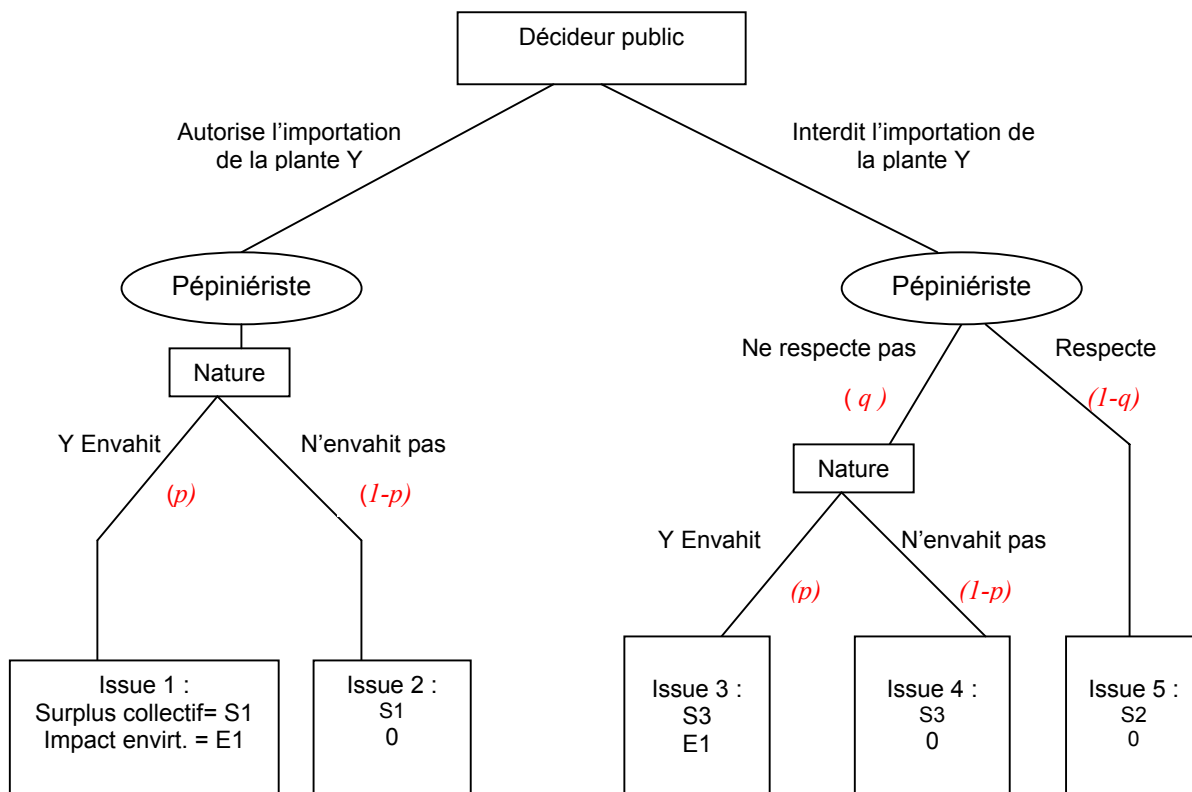 Décideur public
Autorise l'importation
de la plante Y
Interdit l'importation de
la plante Y
Pépiniériste
Pépiniériste
Ne respecte pas
Respecte
Nature
( q )
(1-q)
Y Envahit
N'envahit pas
Nature
(p)
(1-p)
Y Envahit
N'envahit pas
(p)
(1-p)
Issue 1 :
Surplus collectif= S1
Impact envirt. = E1
Issue 2 :
S1
0
Issue 3 :
S3
E1
Issue 4 :
S3
0
Issue 5 :
S2
0